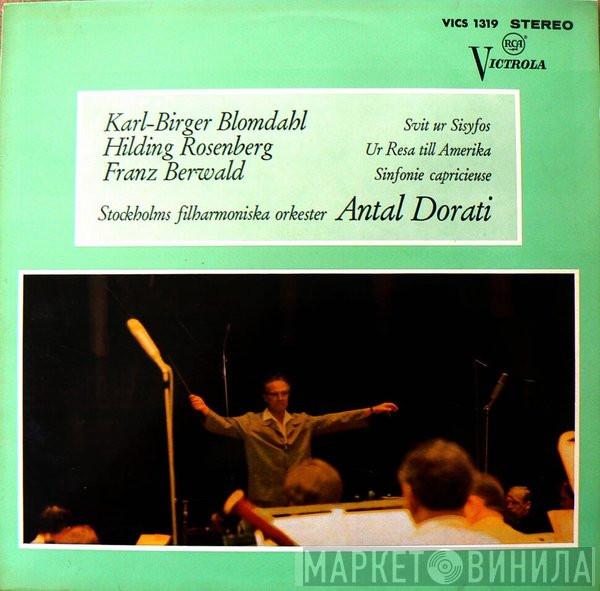 VICS 1319 STEREO
RCA
VICTROLA
Karl-Birger Blomdahl Svit ur Sisyfos
Hilding Rosenberg Ur Resa till Amerika
Franz Berwald Sinfonie capricieuse
Stockholms filharmoniska orkester Antal Dorati
МАРКЕТ ВИНИЛА